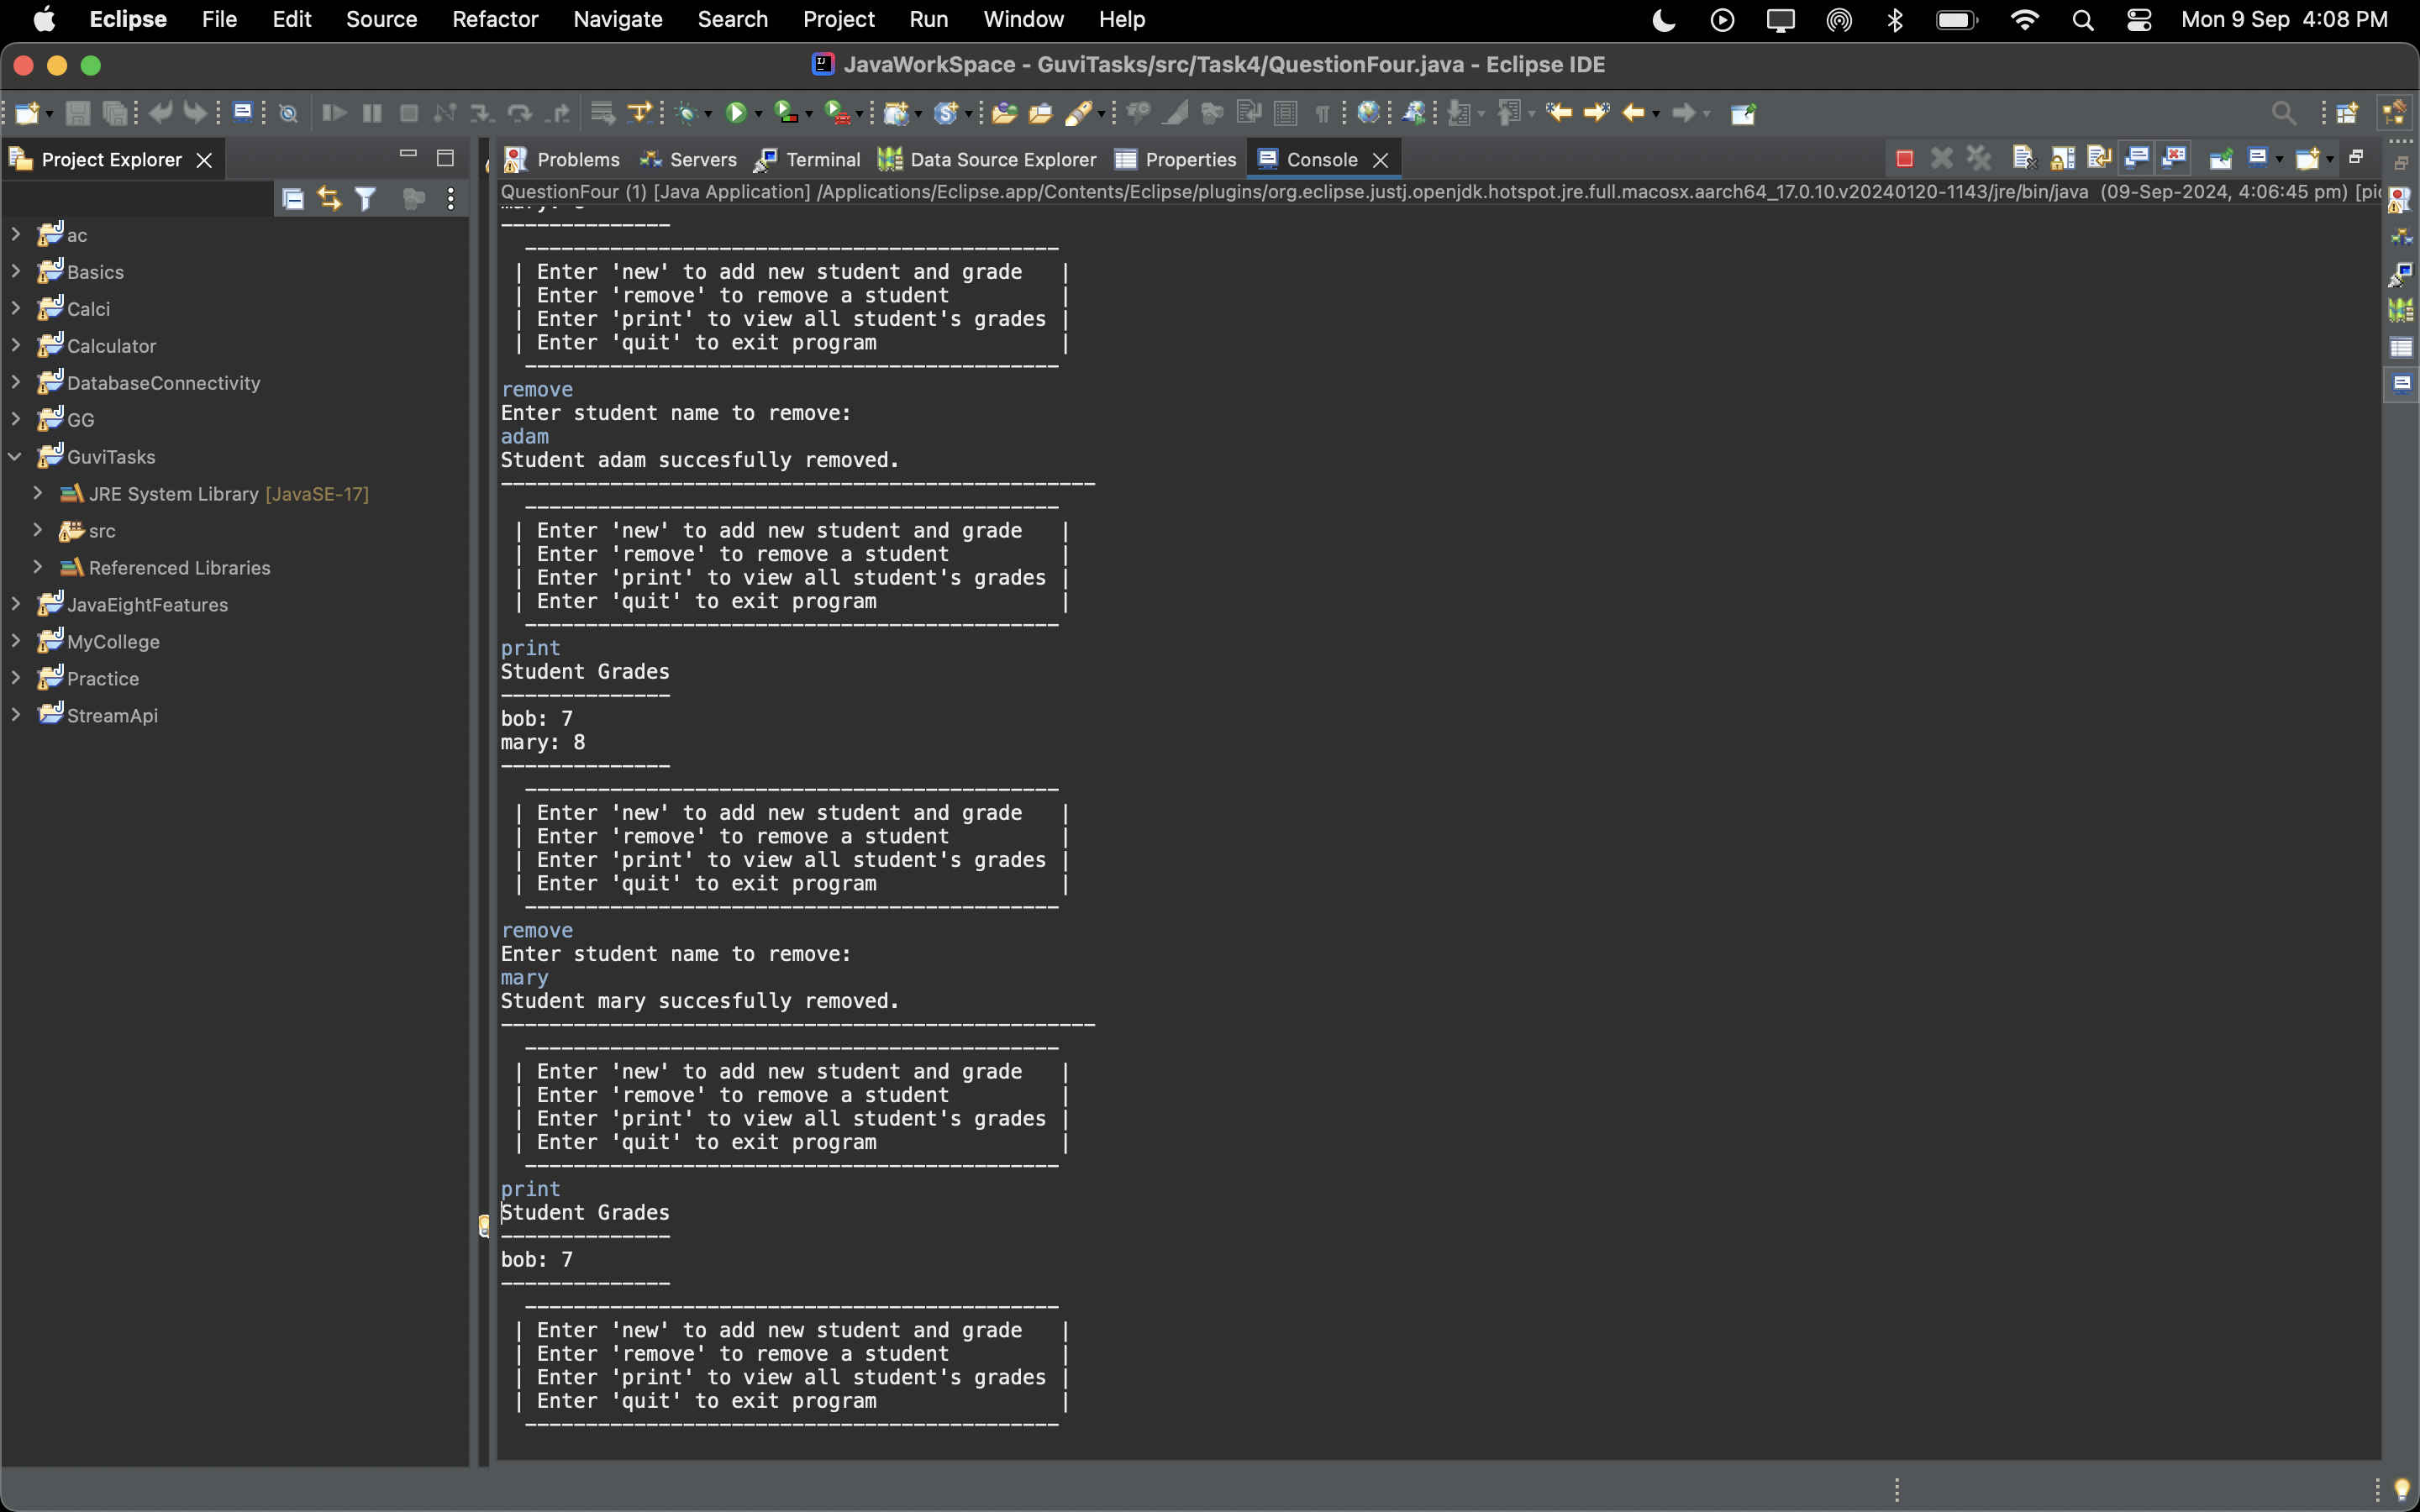 Eclipse File Edit Source Refactor Navigate Search Project Run Window Help Mon 9 Sep 4:08 PM
JavaWorkSpace - GuviTasks/src/Task4/QuestionFour.java - Eclipse IDE
Project Explorer
Problems Servers Terminal Data Source Explorer Properties Console
QuestionFour (1) [Java Application] /Applications/Eclipse.app/Contents/Eclipse/plugins/org.eclipse.justj.openjdk.hotspot.jre.full.macosx.aarch64_17.0.10.v20240120-1143/jre/bin/java (09-Sep-2024, 4:06:45 pm) [pi
ac
Basics
Calci
Calculator
DatabaseConnectivity
GG
GuviTasks
JRE System Library [JavaSE-17]
src
Referenced Libraries
JavaEightFeatures
MyCollege
Practice
StreamApi
--------------
--------------------------------------------
| Enter 'new' to add new student and grade |
| Enter 'remove' to remove a student |
| Enter 'print' to view all student's grades |
| Enter 'quit' to exit program |
--------------------------------------------
remove
Enter student name to remove:
adam
Student adam succesfully removed.
-------------------------------------------------
--------------------------------------------
| Enter 'new' to add new student and grade |
| Enter 'remove' to remove a student |
| Enter 'print' to view all student's grades |
| Enter 'quit' to exit program |
--------------------------------------------
print
Student Grades
--------------
bob: 7
mary: 8
--------------
--------------------------------------------
| Enter 'new' to add new student and grade |
| Enter 'remove' to remove a student |
| Enter 'print' to view all student's grades |
| Enter 'quit' to exit program |
--------------------------------------------
remove
Enter student name to remove:
mary
Student mary succesfully removed.
-------------------------------------------------
--------------------------------------------
| Enter 'new' to add new student and grade |
| Enter 'remove' to remove a student |
| Enter 'print' to view all student's grades |
| Enter 'quit' to exit program |
--------------------------------------------
print
Student Grades
--------------
bob: 7
--------------
--------------------------------------------
| Enter 'new' to add new student and grade |
| Enter 'remove' to remove a student |
| Enter 'print' to view all student's grades |
| Enter 'quit' to exit program |
--------------------------------------------